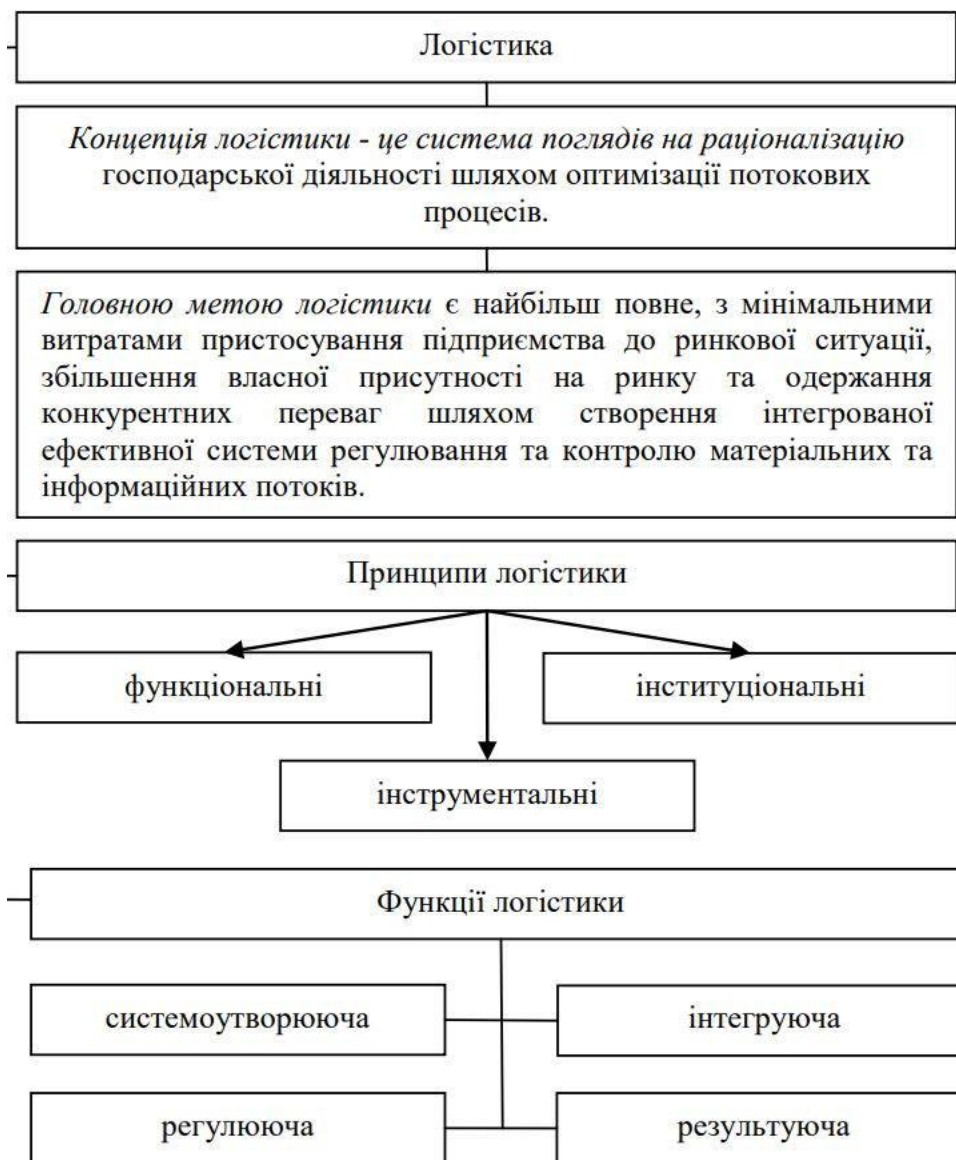 Логістика
Концепція логістики - це система поглядів на раціоналізацію
господарської діяльності шляхом оптимізації потокових
процесів.
Головною метою логістики є найбільш повне, з мінімальними
витратами пристосування підприємства до ринкової ситуації,
збільшення власної присутності на ринку та одержання
конкурентних переваг шляхом створення інтегрованої
ефективної системи регулювання та контролю матеріальних та
інформаційних потоків.
Принципи логістики
функціональні
інституціональні
інструментальні
Функції логістики
системоутворююча
інтегруюча
регулююча
результуюча